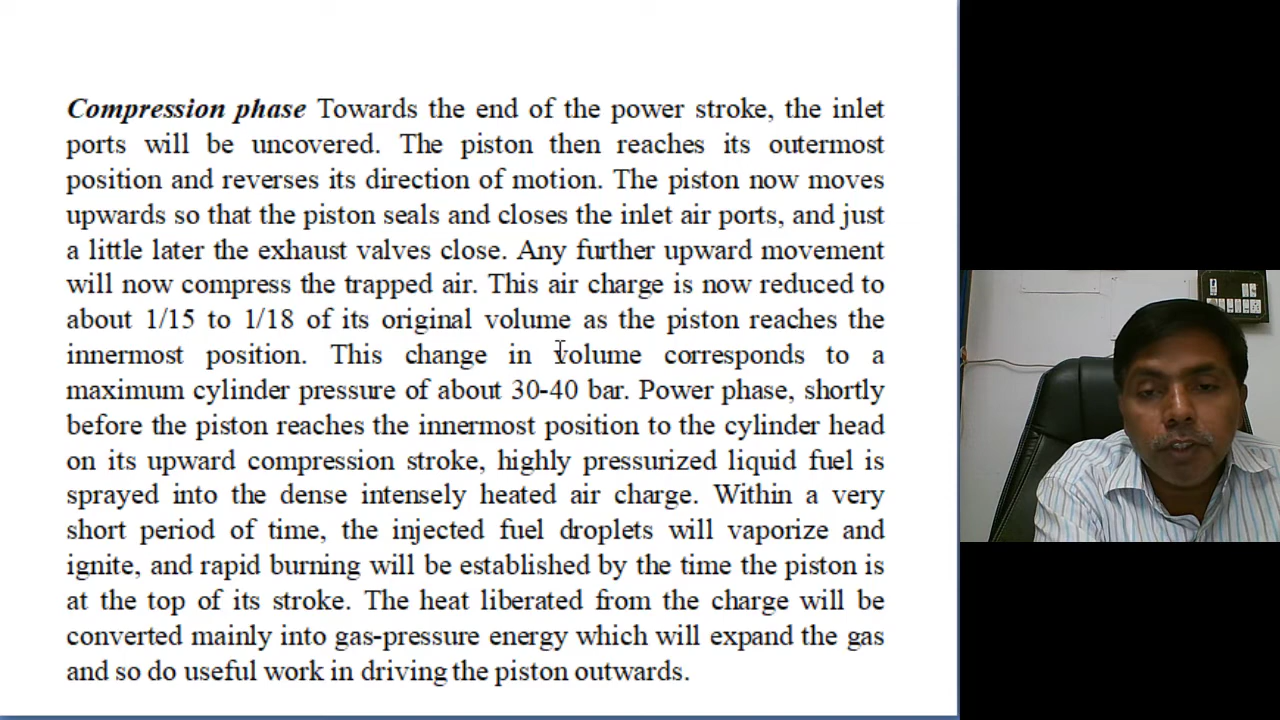 Compression phase Towards the end of the power stroke, the inlet
ports will be uncovered. The piston then reaches its outermost
position and reverses its direction of motion. The piston now moves
upwards so that the piston seals and closes the inlet air ports, and just
a little later the exhaust valves close. Any further upward movement
will now compress the trapped air. This air charge is now reduced to
about 1/15 to 1/18 of its original volume as the piston reaches the
innermost position. This change in volume corresponds to a
maximum cylinder pressure of about 30-40 bar. Power phase, shortly
before the piston reaches the innermost position to the cylinder head
on its upward compression stroke, highly pressurized liquid fuel is
sprayed into the dense intensely heated air charge. Within a very
short period of time, the injected fuel droplets will vaporize and
ignite, and rapid burning will be established by the time the piston is
at the top of its stroke. The heat liberated from the charge will be
converted mainly into gas-pressure energy which will expand the gas
and so do useful work in driving the piston outwards.